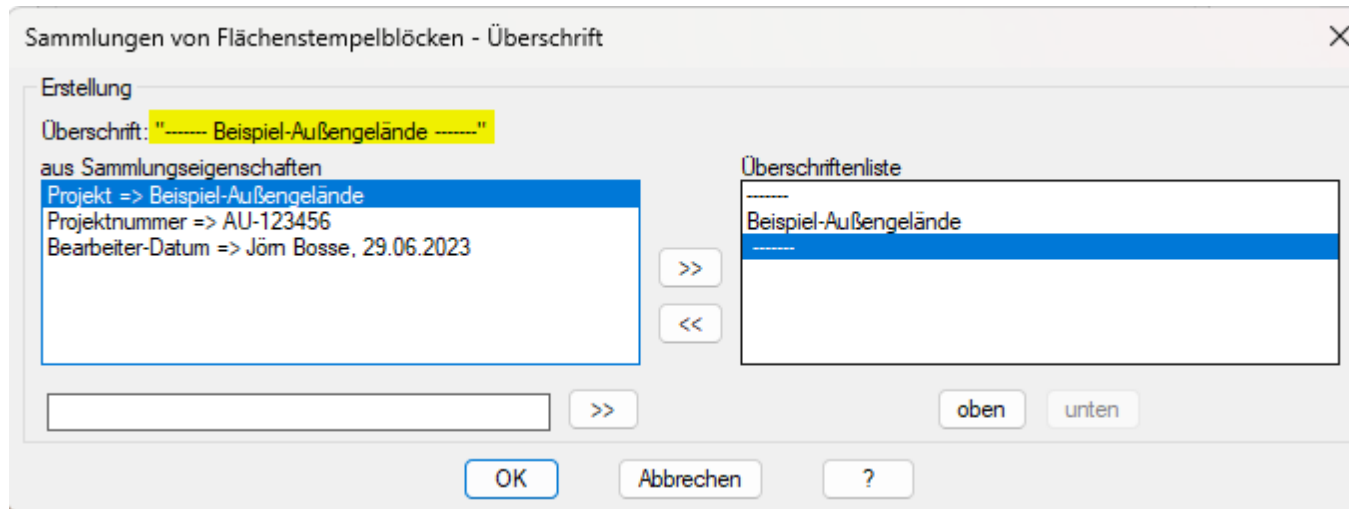 Sammlungen von Flächenstempelblöcken - Überschrift
Erstellung
Überschrift: "------- Beispiel-Außengelände -------"
aus Sammlungseigenschaften
Projekt => Beispiel-Außengelände
Projektnummer => AU-123456
Bearbeiter-Datum => Jörn Bosse, 29.06.2023
>>
<<
Überschriftenliste
-------
Beispiel-Außengelände
-------
>>
oben
unten
OK
Abbrechen
?